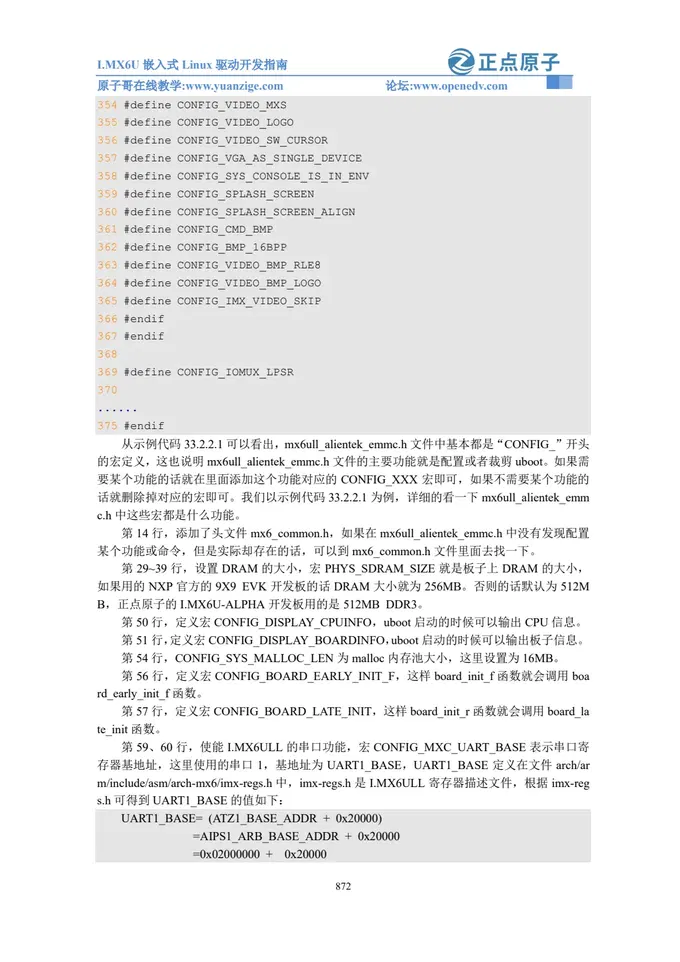 I.MX6U 嵌入式 Linux 驱动开发指南
正点原子
原子哥在线教学:www.yuanzige.com 论坛:www.openedv.com
354 #define CONFIG_VIDEO_MXS
355 #define CONFIG_VIDEO_LOGO
356 #define CONFIG_VIDEO_SW_CURSOR
357 #define CONFIG_VGA_AS_SINGLE_DEVICE
358 #define CONFIG_SYS_CONSOLE_IS_IN_ENV
359 #define CONFIG_SPLASH_SCREEN
360 #define CONFIG_SPLASH_SCREEN_ALIGN
361 #define CONFIG_CMD_BMP
362 #define CONFIG_BMP_16BPP
363 #define CONFIG_VIDEO_BMP_RLE8
364 #define CONFIG_VIDEO_BMP_LOGO
365 #define CONFIG_IMX_VIDEO_SKIP
366 #endif
367 #endif
368
369 #define CONFIG_IOMUX_LPSR
370
......
375 #endif
从示例代码 33.2.2.1 可以看出，mx6ull_alientek_emmc.h 文件中基本都是“CONFIG_”开头
的宏定义，这也说明 mx6ull_alientek_emmc.h 文件的主要功能就是配置或者裁剪 uboot。如果需
要某个功能的话就在里面添加这个功能对应的 CONFIG_XXX 宏即可，如果不需要某个功能的
话就删除掉对应的宏即可。我们以示例代码 33.2.2.1 为例，详细的看一下 mx6ull_alientek_emm
c.h 中这些宏都是什么功能。
第 14 行，添加了头文件 mx6_common.h，如果在 mx6ull_alientek_emmc.h 中没有发现配置
某个功能或命令，但是实际却存在的话，可以到 mx6_common.h 文件里面去找一下。
第 29~39 行，设置 DRAM 的大小，宏 PHYS_SDRAM_SIZE 就是板子上 DRAM 的大小，
如果用的 NXP 官方的 9X9 EVK 开发板的话 DRAM 大小就为 256MB。否则的话默认为 512M
B，正点原子的 I.MX6U-ALPHA 开发板用的是 512MB DDR3。
第 50 行，定义宏 CONFIG_DISPLAY_CPUINFO，uboot 启动的时候可以输出 CPU 信息。
第 51 行，定义宏 CONFIG_DISPLAY_BOARDINFO，uboot 启动的时候可以输出板子信息。
第 54 行，CONFIG_SYS_MALLOC_LEN 为 malloc 内存池大小，这里设置为 16MB。
第 56 行，定义宏 CONFIG_BOARD_EARLY_INIT_F，这样 board_init_f 函数就会调用 boa
rd_early_init_f 函数。
第 57 行，定义宏 CONFIG_BOARD_LATE_INIT，这样 board_init_r 函数就会调用 board_la
te_init 函数。
第 59、60 行，使能 I.MX6ULL 的串口功能，宏 CONFIG_MXC_UART_BASE 表示串口寄
存器基地址，这里使用的串口 1，基地址为 UART1_BASE，UART1_BASE 定义在文件 arch/ar
m/include/asm/arch-mx6/imx-regs.h 中，imx-regs.h 是 I.MX6ULL 寄存器描述文件，根据 imx-reg
s.h 可得到 UART1_BASE 的值如下：
UART1_BASE= (ATZ1_BASE_ADDR + 0x20000)
=AIPS1_ARB_BASE_ADDR + 0x20000
=0x02000000 + 0x20000
872